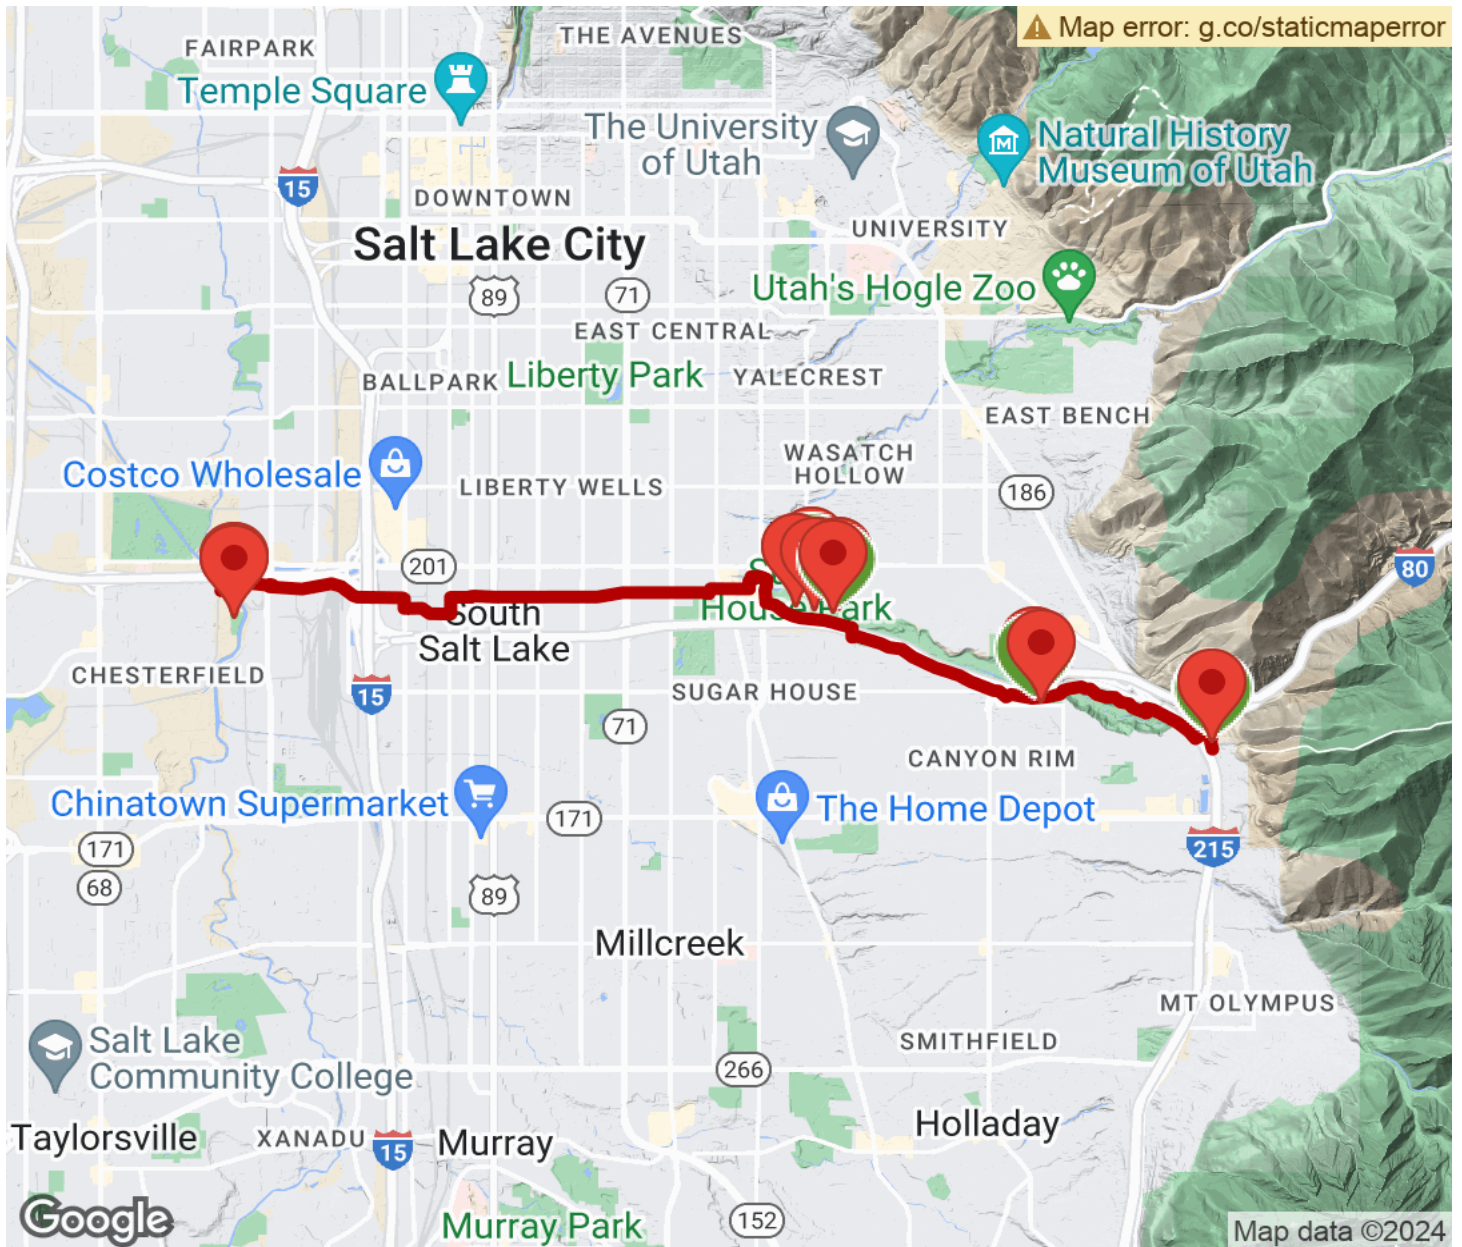 Map error: g.co/staticmaperror
THE AVENUES
FAIRPARK
Temple Square
The University
of Utah
Natural History
Museum of Utah
15
DOWNTOWN
UNIVERSITY
Salt Lake City
Utah's Hogle Zoo
89
71
EAST CENTRAL
BALLPARK
Liberty Park
YALECREST
EAST BENCH
WASATCH
HOLLOW
Costco Wholesale
LIBERTY WELLS
186
201
80
House Park
South
Salt Lake
CHESTERFIELD
15
SUGAR HOUSE
71
CANYON RIM
Chinatown Supermarket
171
The Home Depot
171
215
68
89
Millcreek
MT OLYMPUS
Salt Lake
Community College
SMITHFIELD
266
Taylorsville
XANADU
15
Murray
Holladay
Google
Murray Park
152
Map data ©2024